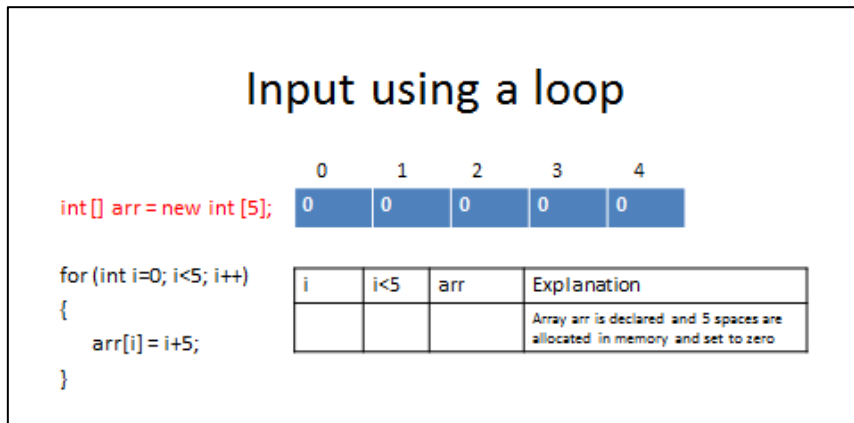 Input using a loop
0 1 2 3 4
int [] arr = new int [5]; 0 0 0 0 0
for (int i=0; i<5; i++)
{
arr[i] = i+5;
}
i i<5 arr Explanation
Array arr is declared and 5 spaces are
allocated in memory and set to zero